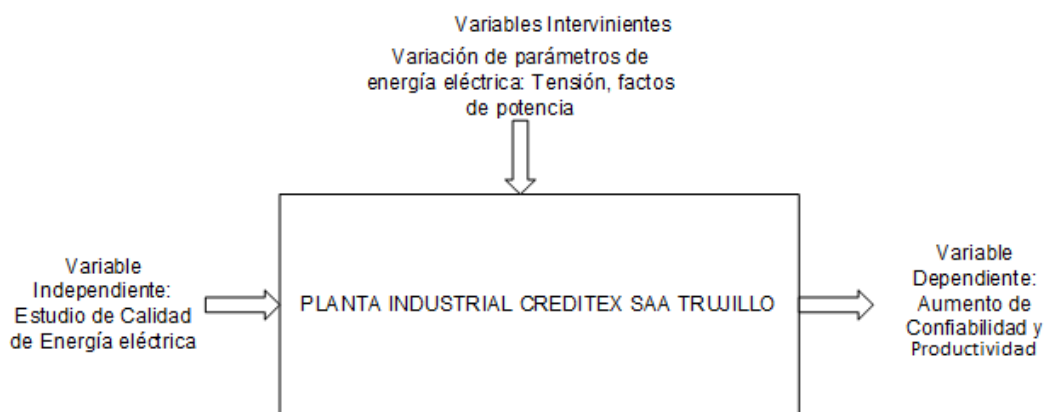 Variables Intervinientes
Variación de parámetros de
energía eléctrica: Tensión, factos
de potencia
Variable
Independiente:
Estudio de Calidad
de Energía eléctrica
PLANTA INDUSTRIAL CREDITEX SAA TRUJILLO
Variable
Dependiente:
Aumento de
Confiabilidad y
Productividad